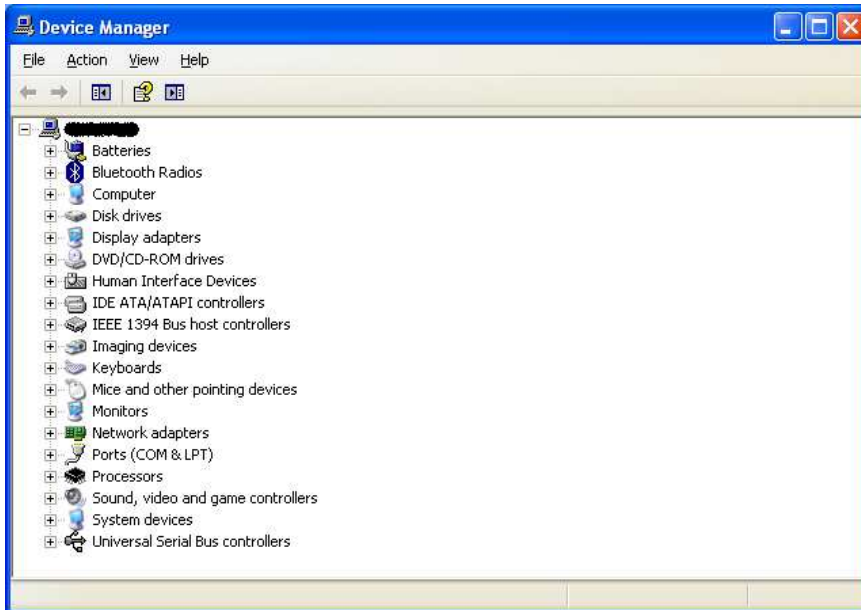 Device Manager
File Action View Help
Batteries
Bluetooth Radios
Computer
Disk drives
Display adapters
DVD/CD-ROM drives
Human Interface Devices
IDE ATA/ATAPI controllers
IEEE 1394 Bus host controllers
Imaging devices
Keyboards
Mice and other pointing devices
Monitors
Network adapters
Ports (COM & LPT)
Processors
Sound, video and game controllers
System devices
Universal Serial Bus controllers